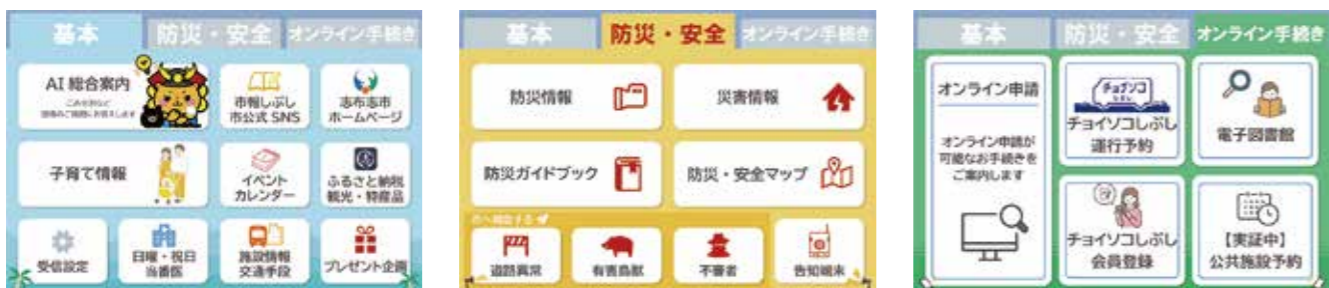 基本
防災・安全
オンライン手続き
AI 総合案内
市報しぶし
市公式 SNS
志布志市
ホームページ
子育て情報
イベント
カレンダー
ふるさと納税
観光・特産品
受信設定
日曜・祝日
当番医
施設情報
交通手段
プレゼント企画
基本
防災・安全
オンライン手続き
防災情報
災害情報
防災ガイドブック
防災・安全マップ
道路異常
有害鳥獣
不審者
告知端末
基本
防災・安全
オンライン手続き
オンライン申請
オンライン申請が
可能なお手続きを
ご案内します
チョイソコ
チョイソコしぶし
運行予約
電子図書館
チョイソコしぶし
会員登録
【実証中】
公共施設予約